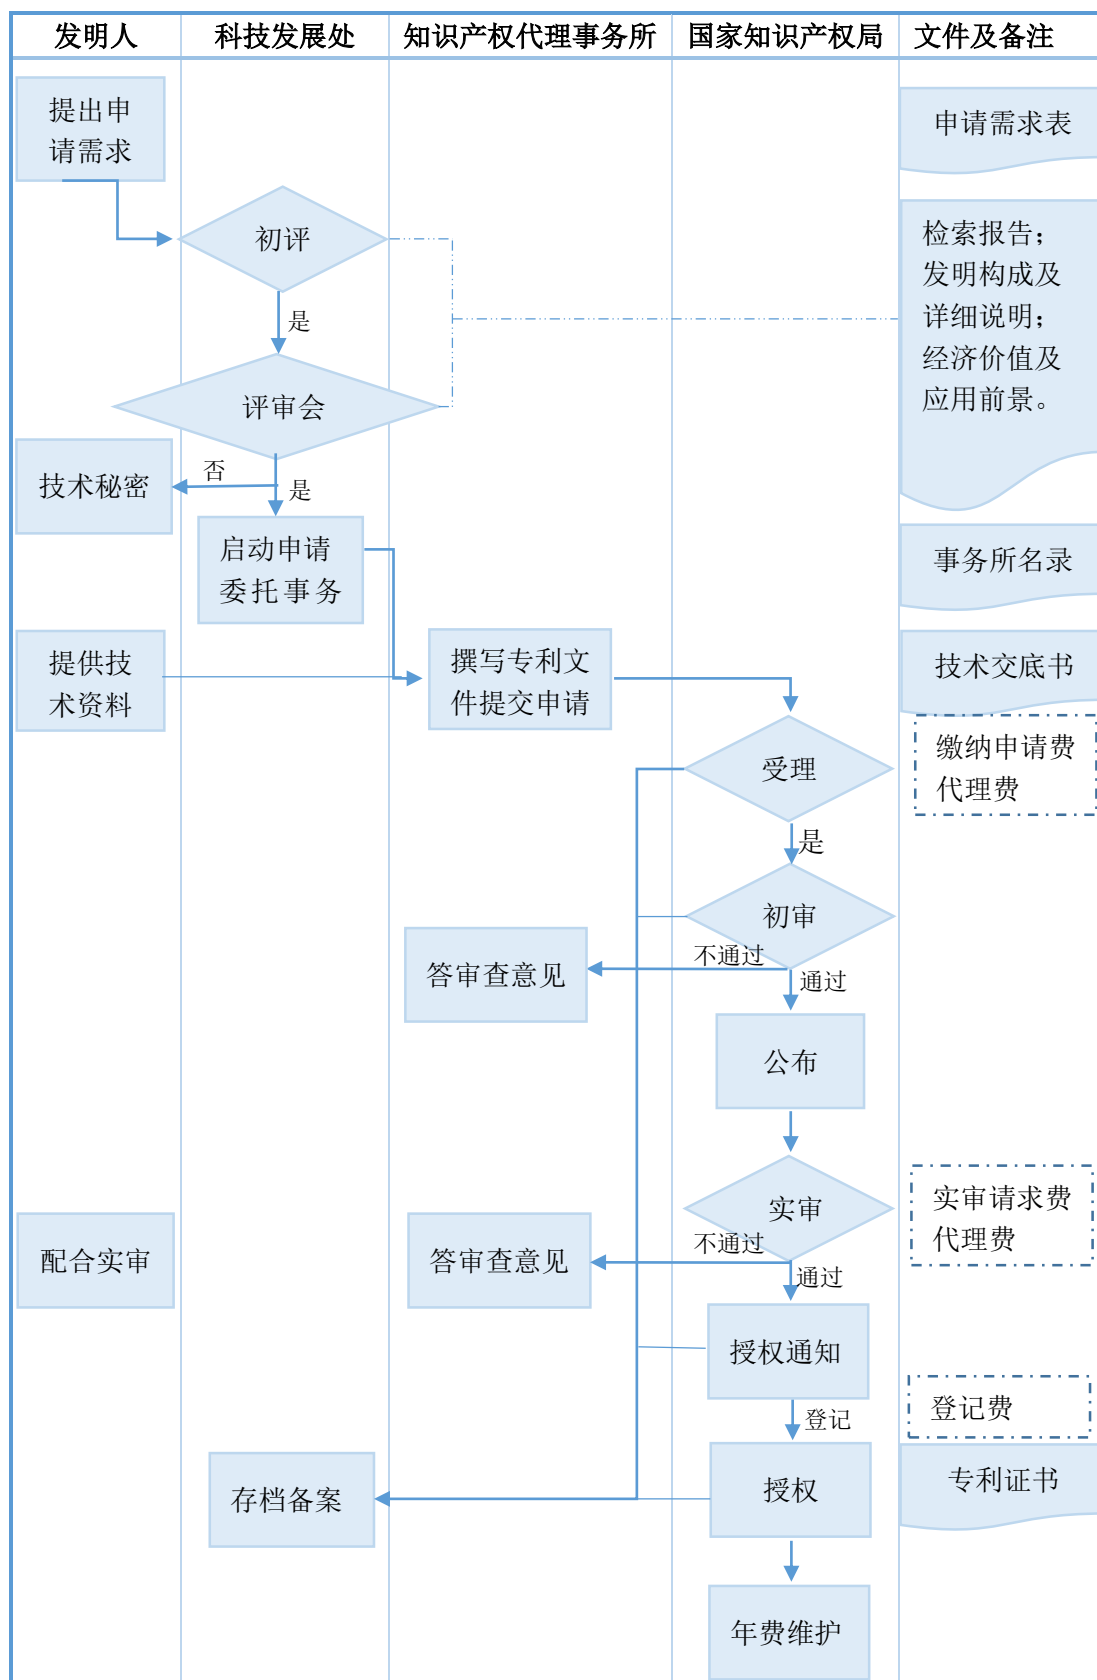 发明人 科技发展处 知识产权代理事务所 国家知识产权局 文件及备注
提出申
请需求
申请需求表
初评
检索报告；
发明构成及
详细说明；
经济价值及
应用前景。
是
评审会
否
技术秘密
是
启动申请
委托事务
事务所名录
提供技
术资料
撰写专利文
件提交申请
技术交底书
缴纳申请费
代理费
受理
是
初审
不通过
答审查意见
通过
公布
实审
实审请求费
代理费
不通过
配合实审
答审查意见
通过
授权通知
登记费
登记
授权
专利证书
存档备案
年费维护